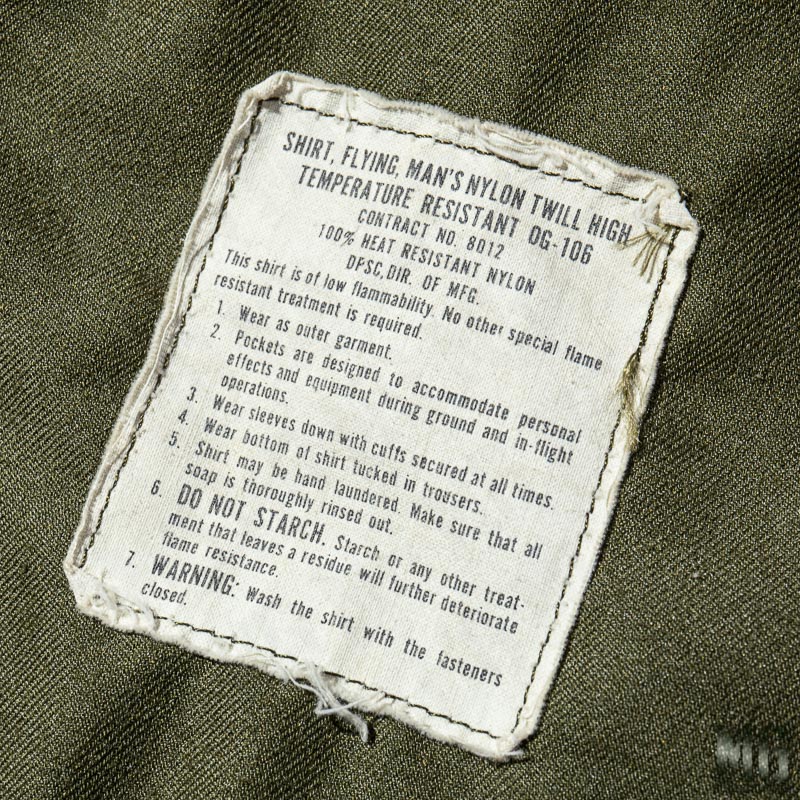 SHIRT, FLYING, MAN'S NYLON TWILL HIGH
TEMPERATURE RESISTANT OG-106
CONTRACT NO. 8012
100% HEAT RESISTANT NYLON
DPSC, DIR. OF MFG.
This shirt is of low flammability. No other special flame
resistant treatment is required.
1. Wear as outer garment.
2. Pockets are designed to accommodate personal
effects and equipment during ground and in-flight
operations.
3. Wear sleeves down with cuffs secured at all times.
4. Wear bottom of shirt tucked in trousers.
5. Shirt may be hand laundered. Make sure that all
soap is thoroughly rinsed out.
6. DO NOT STARCH. Starch or any other treat-
ment that leaves a residue will further deteriorate
flame resistance.
7. WARNING: Wash the shirt with the fasteners
closed.